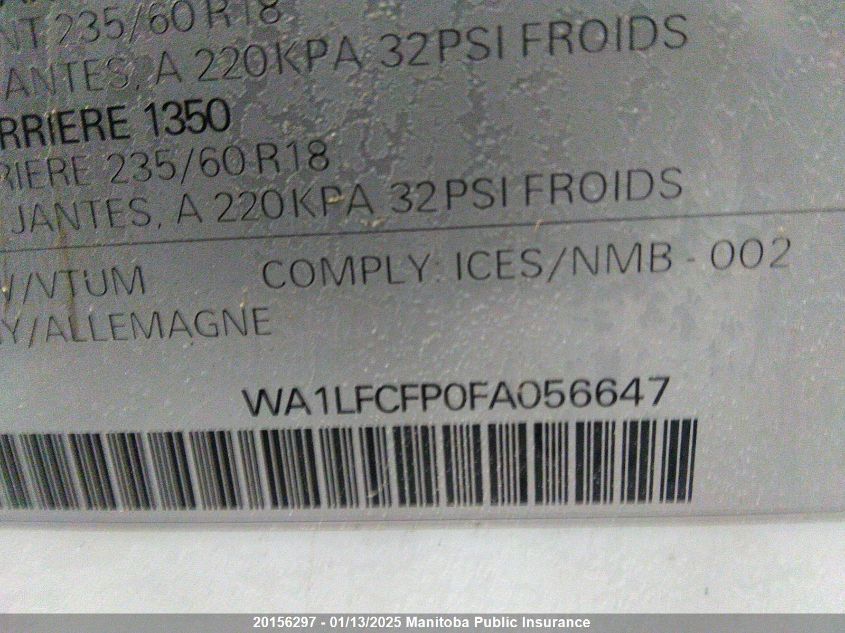 NT 235/60 R18
JANTES, A 220KPA 32PSI FROIDS
RRIERE 1350
RIERE 235/60 R18
JANTES, A 220KPA 32PSI FROIDS
/VTUM COMPLY: ICES/NMB - 002
Y/ALLEMAGNE
WA1LFCFP0FA056647
20156297 - 01/13/2025 Manitoba Public Insurance